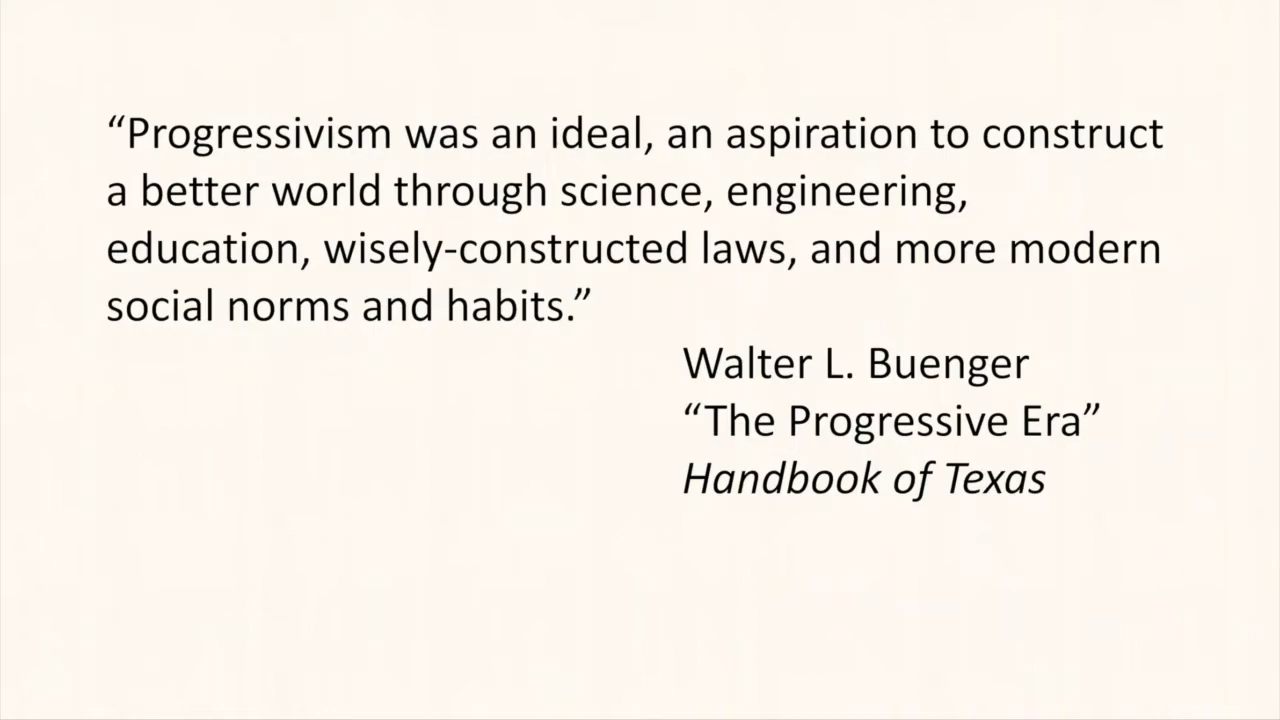 “Progressivism was an ideal, an aspiration to construct
a better world through science, engineering,
education, wisely-constructed laws, and more modern
social norms and habits.”
Walter L. Buenger
“The Progressive Era”
Handbook of Texas